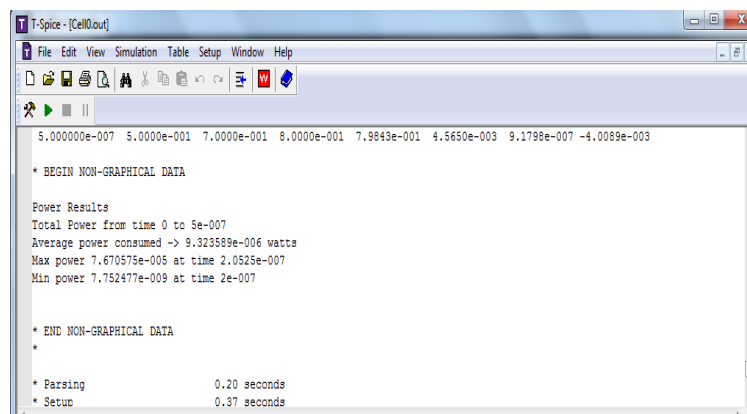 T-Spice - [Cell0.out]
File Edit View Simulation Table Setup Window Help
5.000000e-007 5.0000e-001 7.0000e-001 8.0000e-001 7.9843e-001 4.5650e-003 9.1798e-007 -4.0089e-003
* BEGIN NON-GRAPHICAL DATA
Power Results
Total Power from time 0 to 5e-007
Average power consumed -> 9.323589e-006 watts
Max power 7.670575e-005 at time 2.0525e-007
Min power 7.752477e-009 at time 2e-007
* END NON-GRAPHICAL DATA
*
* Parsing 0.20 seconds
* Setup 0.37 seconds